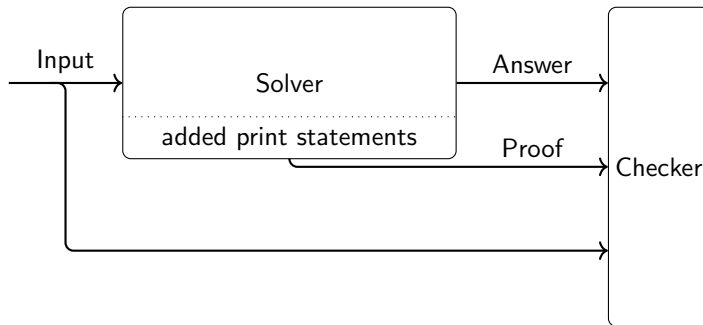 Input
Solver
added print statements
Answer
Proof
Checker